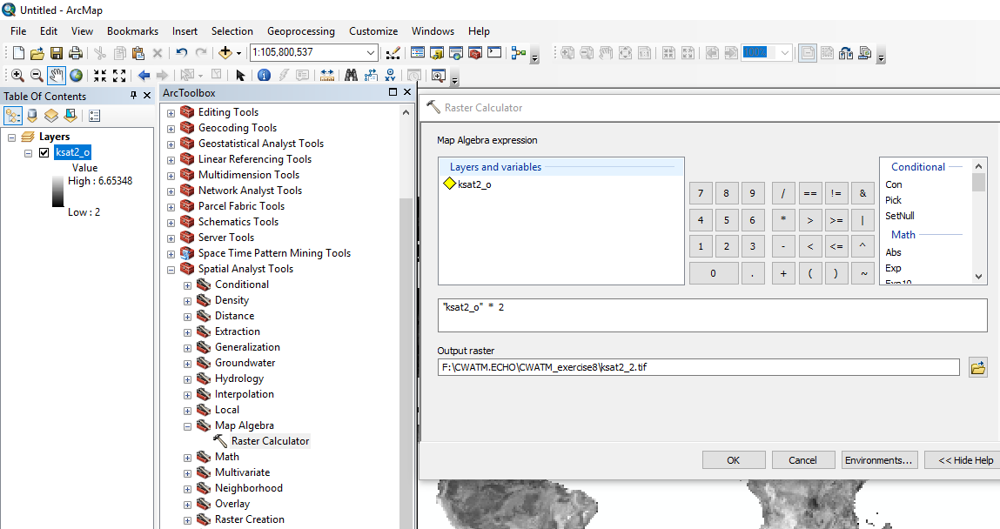 Untitled - ArcMap
File Edit View Bookmarks Insert Selection Geoprocessing Customize Windows Help
1:105,800,537
100%
Table Of Contents
Layers
ksat2_o
Value
High : 6.65348
Low : 2
ArcToolbox
Editing Tools
Geocoding Tools
Geostatistical Analyst Tools
Linear Referencing Tools
Multidimension Tools
Network Analyst Tools
Parcel Fabric Tools
Schematics Tools
Server Tools
Space Time Pattern Mining Tools
Spatial Analyst Tools
Conditional
Density
Distance
Extraction
Generalization
Groundwater
Hydrology
Interpolation
Local
Map Algebra
Raster Calculator
Math
Multivariate
Neighborhood
Overlay
Raster Creation
Raster Calculator
Map Algebra expression
Layers and variables
ksat2_o
7 8 9 / == != &
4 5 6 * > >= |
1 2 3 - < <= ^
0 . + ( ) ~
Conditional
Con
Pick
SetNull
Math
Abs
Exp
Exp10
"ksat2_o" * 2
Output raster
F:\CWATM.ECHO\CWATM_exercise8\ksat2_2.tif
OK Cancel Environments... << Hide Help